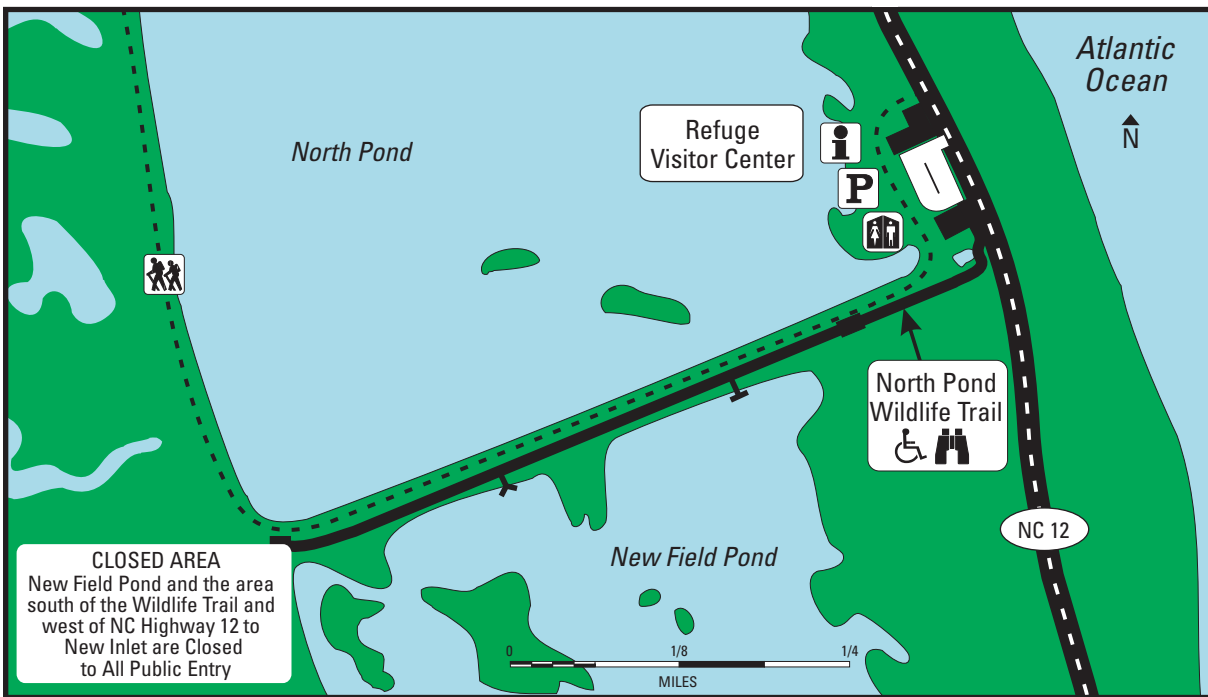 Atlantic
Ocean
N
North Pond
Refuge
Visitor Center
i
P
North Pond
Wildlife Trail
NC 12
New Field Pond
CLOSED AREA
New Field Pond and the area
south of the Wildlife Trail and
west of NC Highway 12 to
New Inlet are Closed
to All Public Entry
0 1/8 1/4
MILES